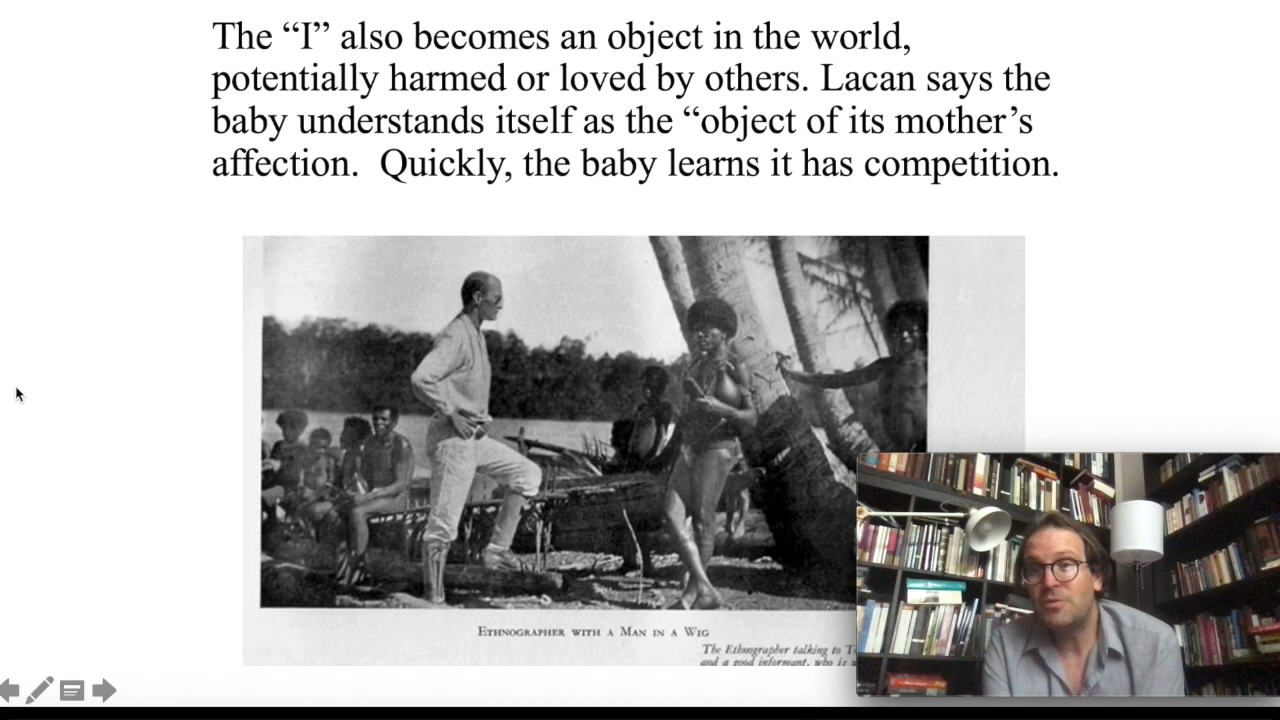 The “I” also becomes an object in the world,
potentially harmed or loved by others. Lacan says the
baby understands itself as the “object of its mother’s
affection.  Quickly, the baby learns it has competition.
Ethnographer with a Man in a Wig
The Ethnographer talking to
and a good informant, who is